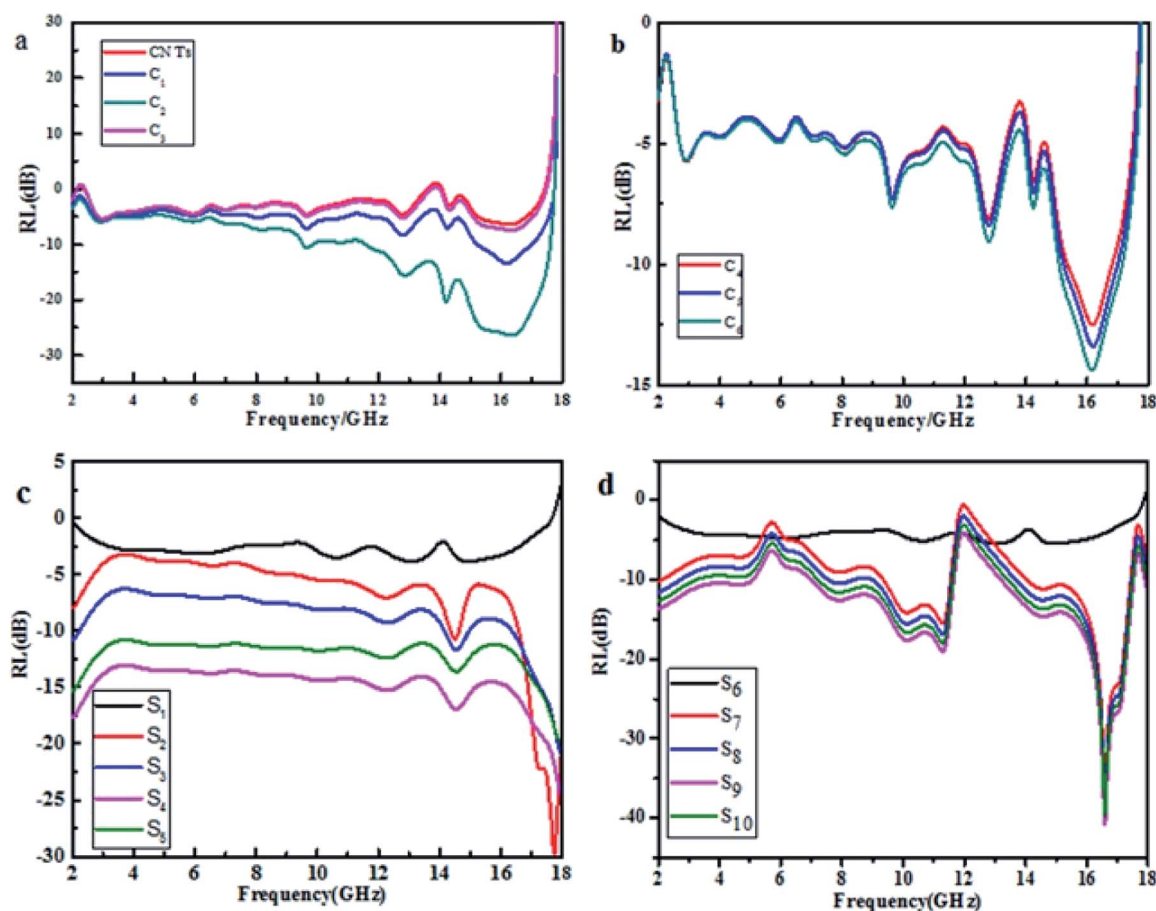 a
30
20
10
0
-10
-20
-30
RL(dB)
CNTs
C1
C2
C3
2 4 6 8 10 12 14 16 18
Frequency/GHz
b
0
-5
-10
-15
RL(dB)
C4
C5
C6
2 4 6 8 10 12 14 16 18
Frequency/GHz
c
5
0
-5
-10
-15
-20
-25
-30
RL(dB)
S1
S2
S3
S4
S5
2 4 6 8 10 12 14 16 18
Frequency(GHz)
d
0
-10
-20
-30
-40
RL(dB)
S6
S7
S8
S9
S10
2 4 6 8 10 12 14 16 18
Frequency(GHz)